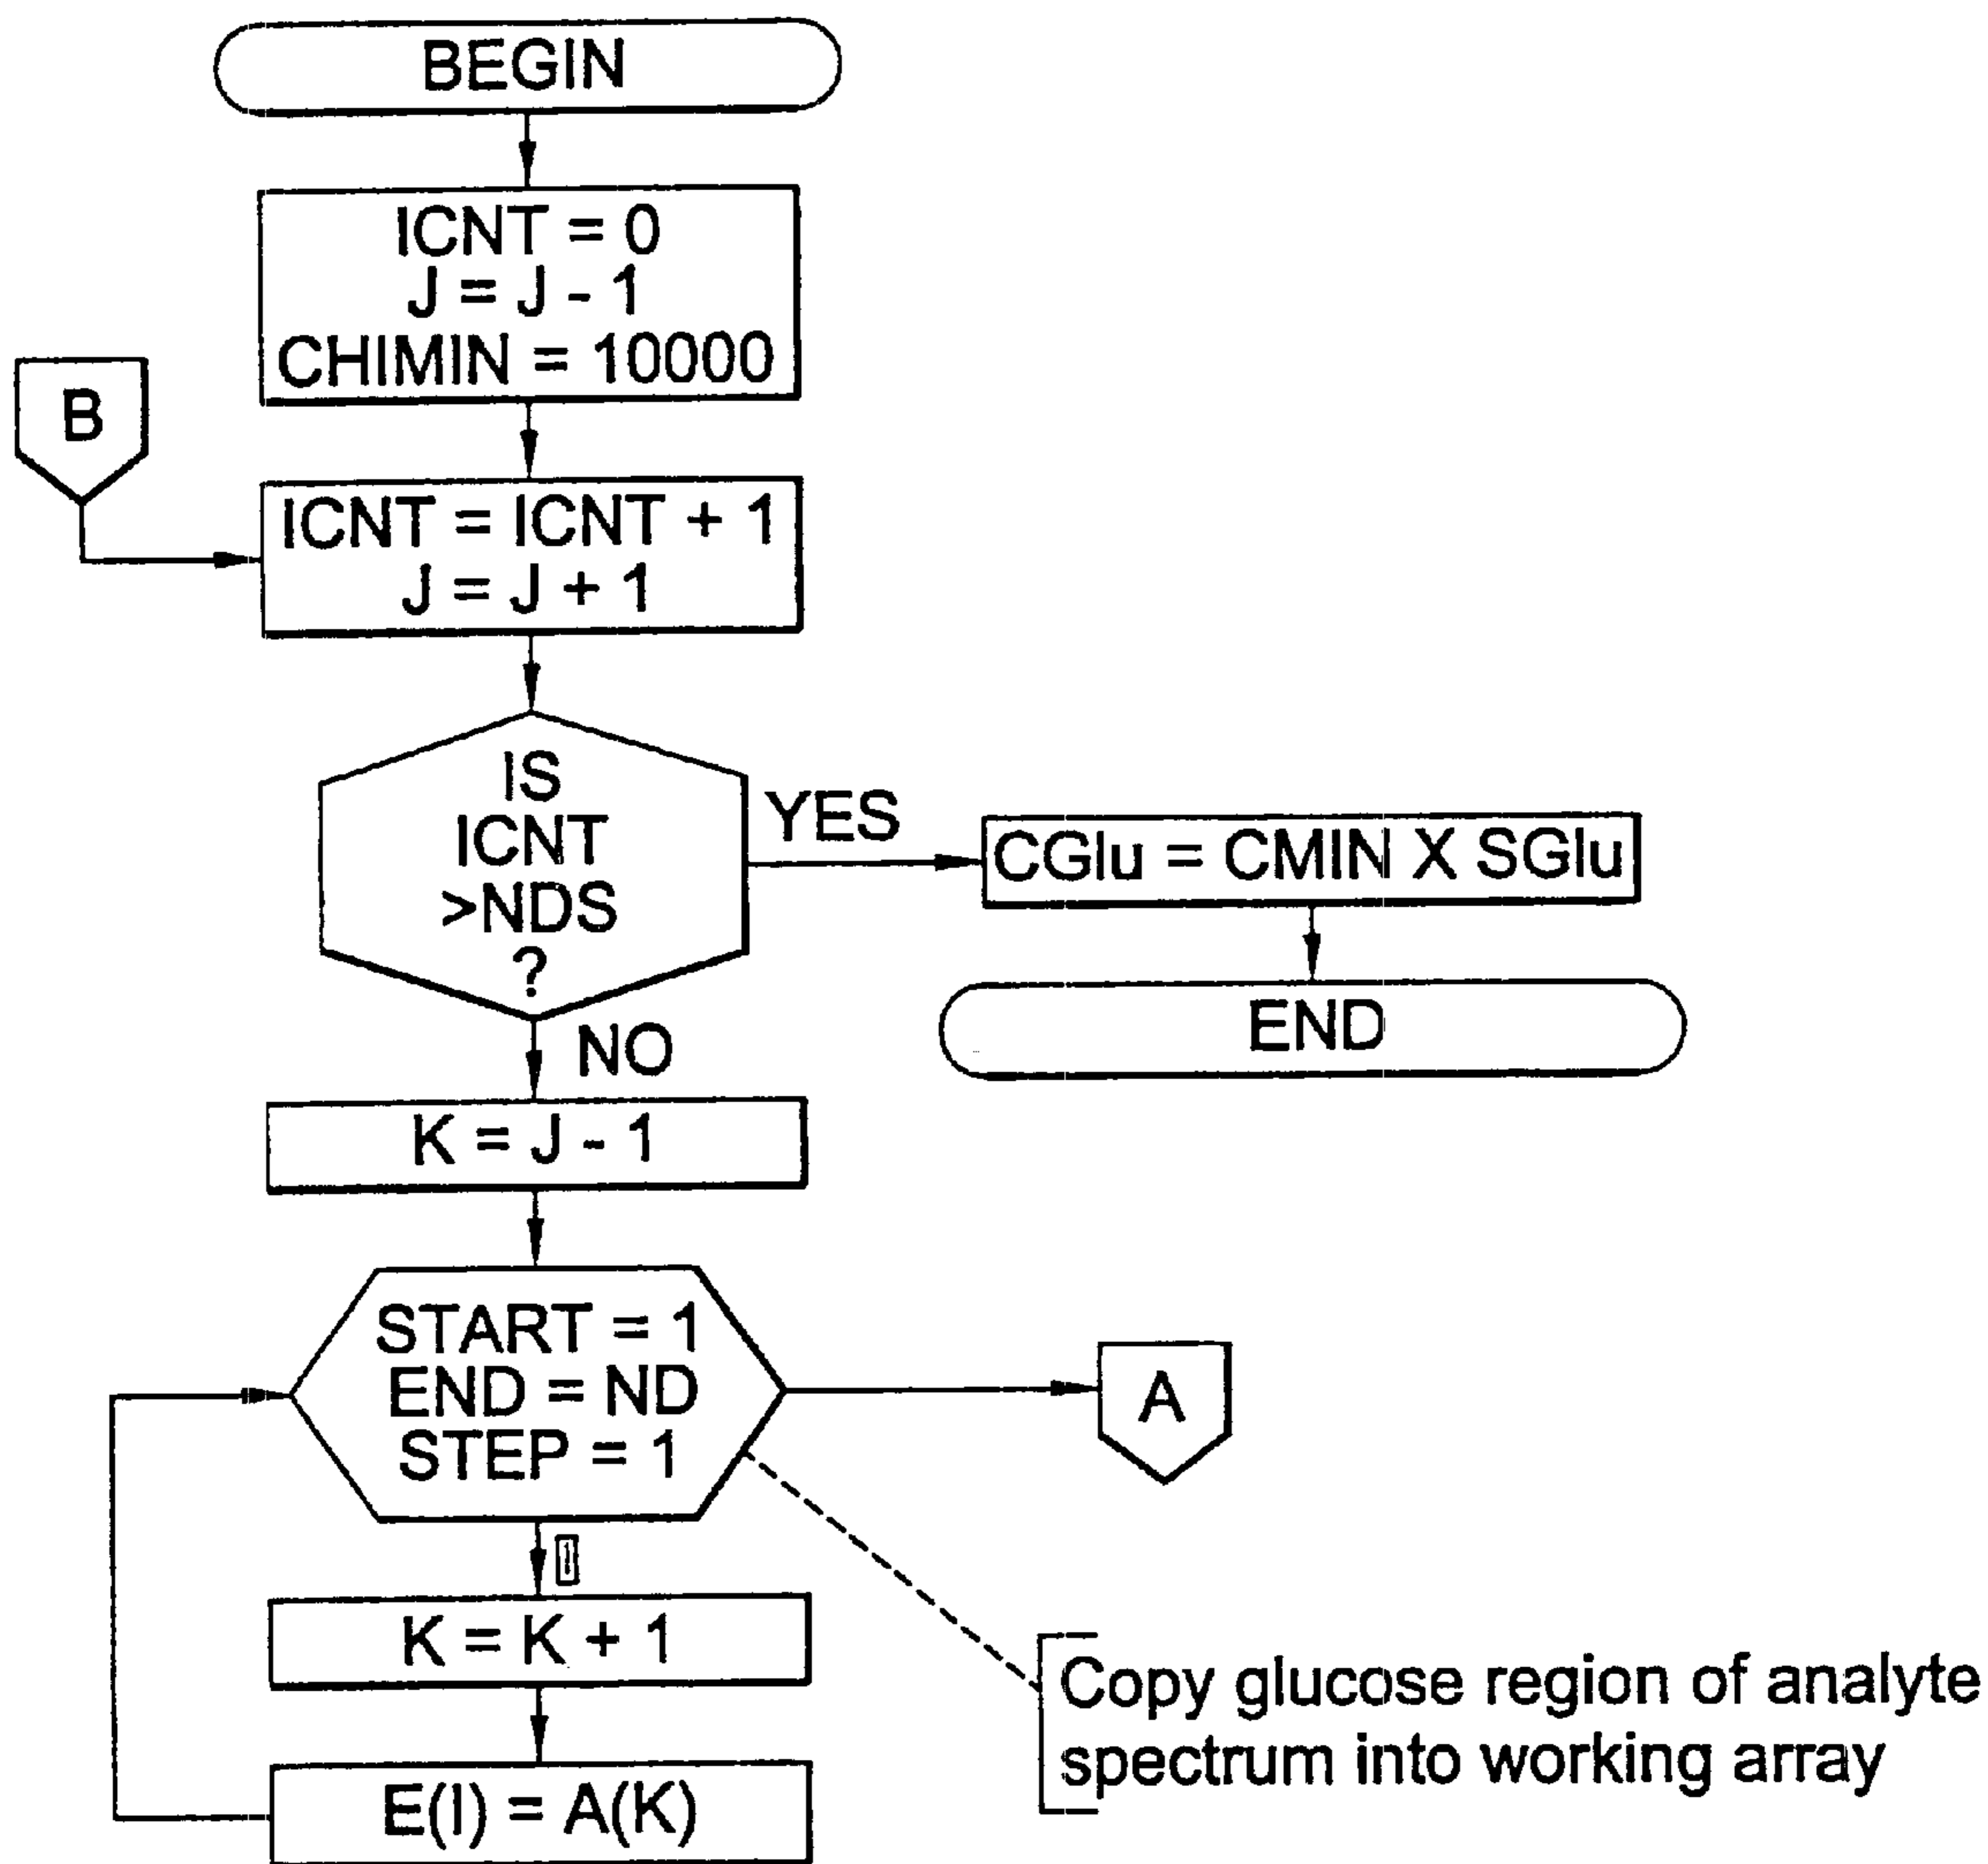 BEGIN
ICNT = 0
J = J - 1
CHIMIN = 10000
B
ICNT = ICNT + 1
J = J + 1
IS
ICNT
>NDS
?
YES
CGlu = CMIN X SGlu
END
NO
K = J - 1
START = 1
END = ND
STEP = 1
A
I
K = K + 1
E(I) = A(K)
Copy glucose region of analyte
spectrum into working array